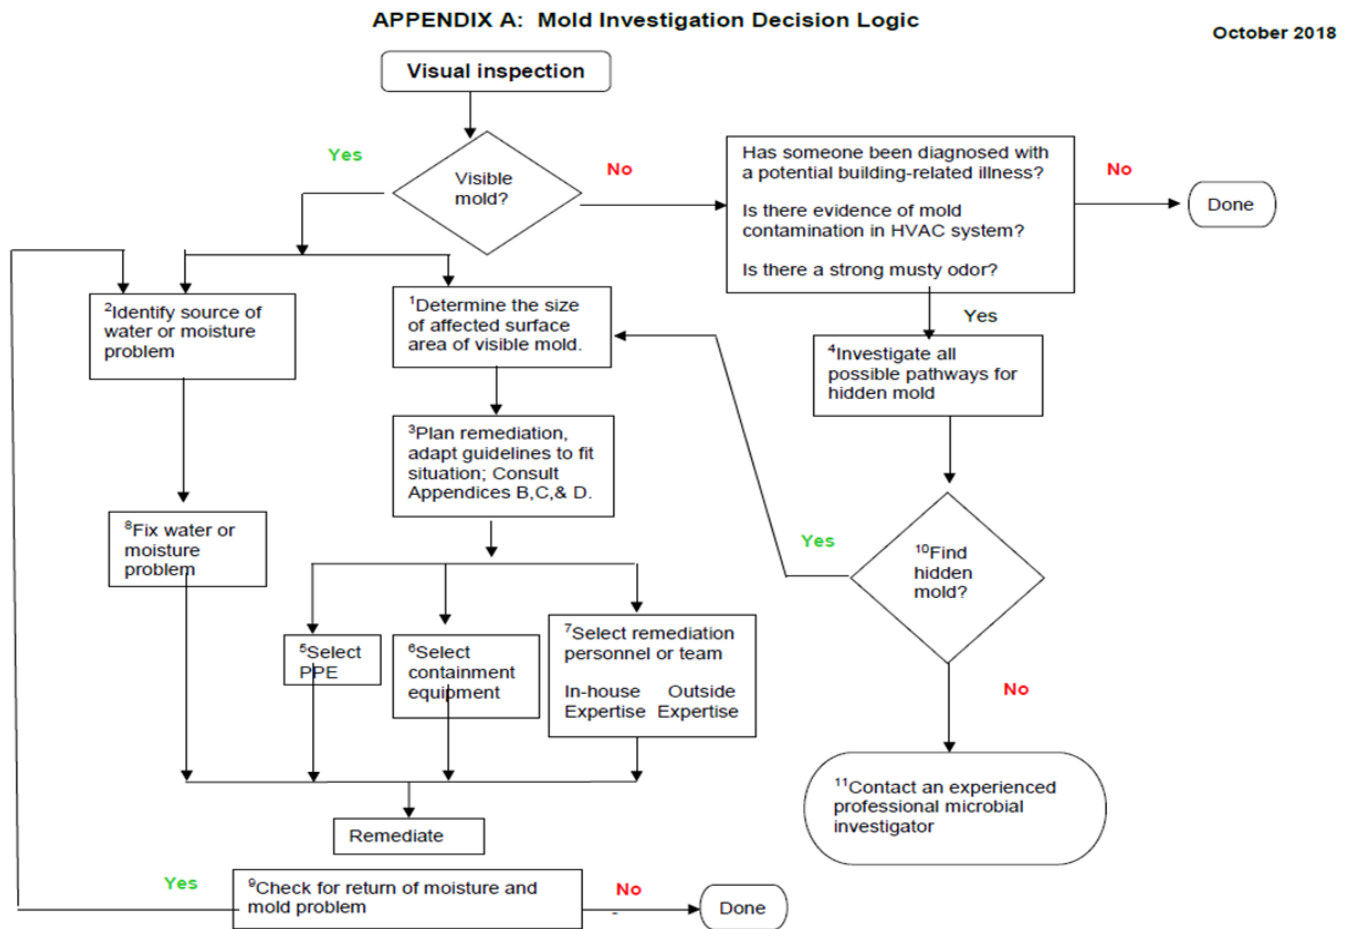 APPENDIX A:  Mold Investigation Decision Logic
October 2018
Visual inspection
Yes
Visible
mold?
No
Has someone been diagnosed with
a potential building-related illness?
Is there evidence of mold
contamination in HVAC system?
Is there a strong musty odor?
No
Done
²Identify source of
water or moisture
problem
¹Determine the size
of affected surface
area of visible mold.
Yes
⁴Investigate all
possible pathways for
hidden mold
³Plan remediation,
adapt guidelines to fit
situation; Consult
Appendices B,C,& D.
⁸Fix water or
moisture
problem
Yes
¹⁰Find
hidden
mold?
⁵Select
PPE
⁶Select
containment
equipment
⁷Select remediation
personnel or team
In-house Outside
Expertise Expertise
No
¹¹Contact an experienced
professional microbial
investigator
Remediate
Yes
⁹Check for return of moisture and
mold problem
No
Done